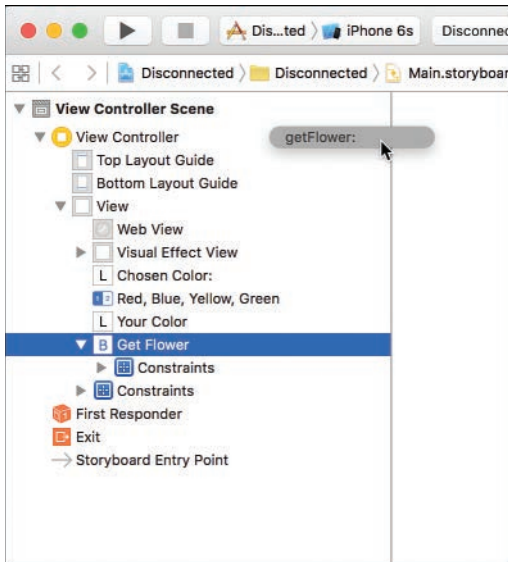 Dis...ted iPhone 6s Disconnec
Disconnected Disconnected Main.storyboar
View Controller Scene
View Controller
getFlower:
Top Layout Guide
Bottom Layout Guide
View
Web View
Visual Effect View
L Chosen Color:
1 2 Red, Blue, Yellow, Green
L Your Color
B Get Flower
Constraints
Constraints
First Responder
Exit
Storyboard Entry Point